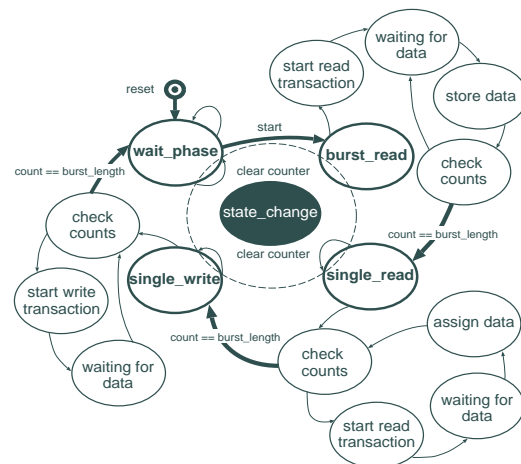 waiting for
data
start read
transaction
reset
store data
start
wait_phase
burst_read
clear counter
check
counts
count == burst_length
state_change
check
counts
count == burst_length
clear counter
single_write
single_read
start write
transaction
assign data
count == burst_length
check
counts
waiting for
data
waiting for
data
start read
transaction